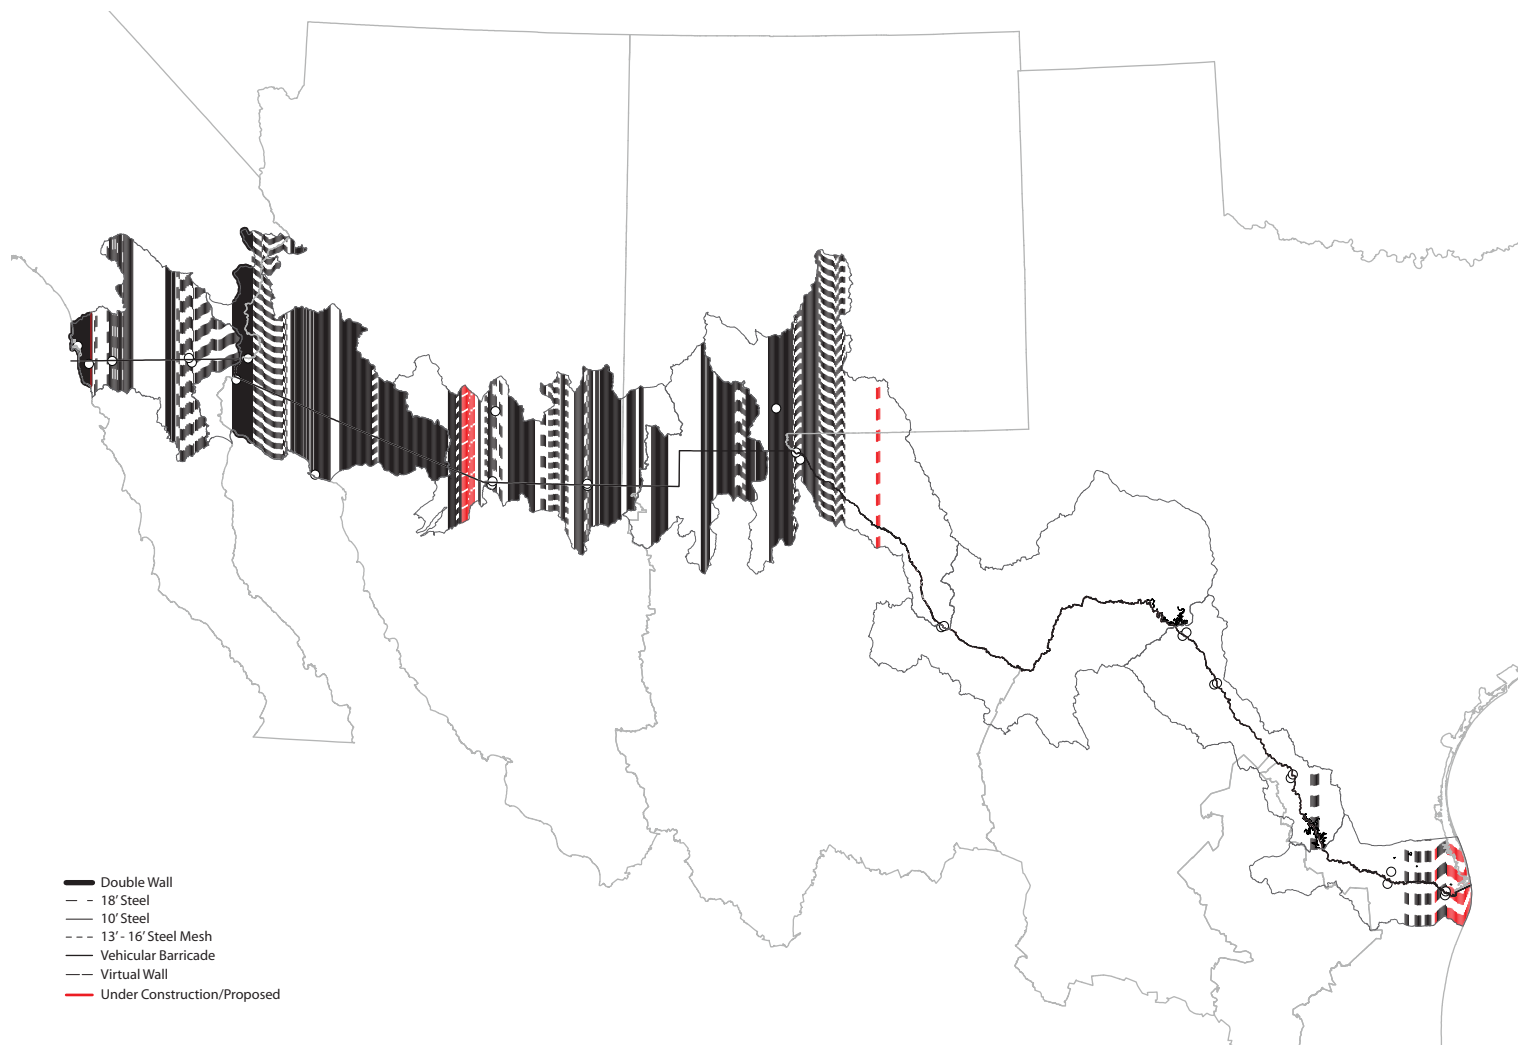 Double Wall
18’ Steel
10’ Steel
13’ - 16’ Steel Mesh
Vehicular Barricade
Virtual Wall
Under Construction/Proposed